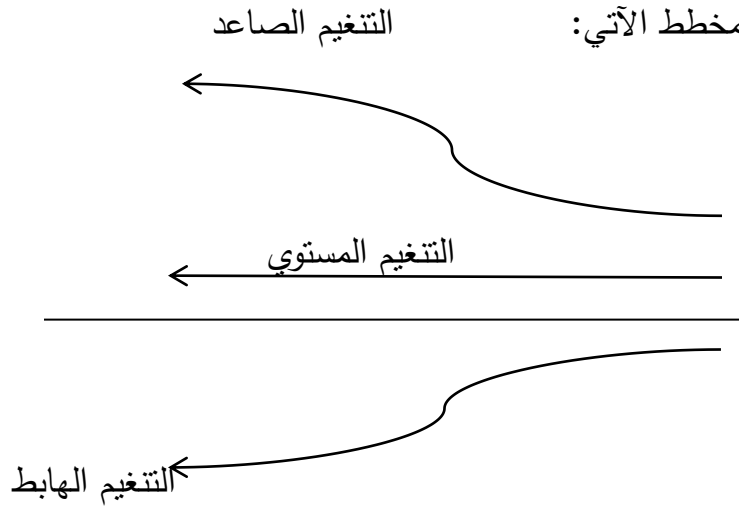 مخطط الآتي:
التنغيم الصاعد
التنغيم المستوي
التنغيم الهابط